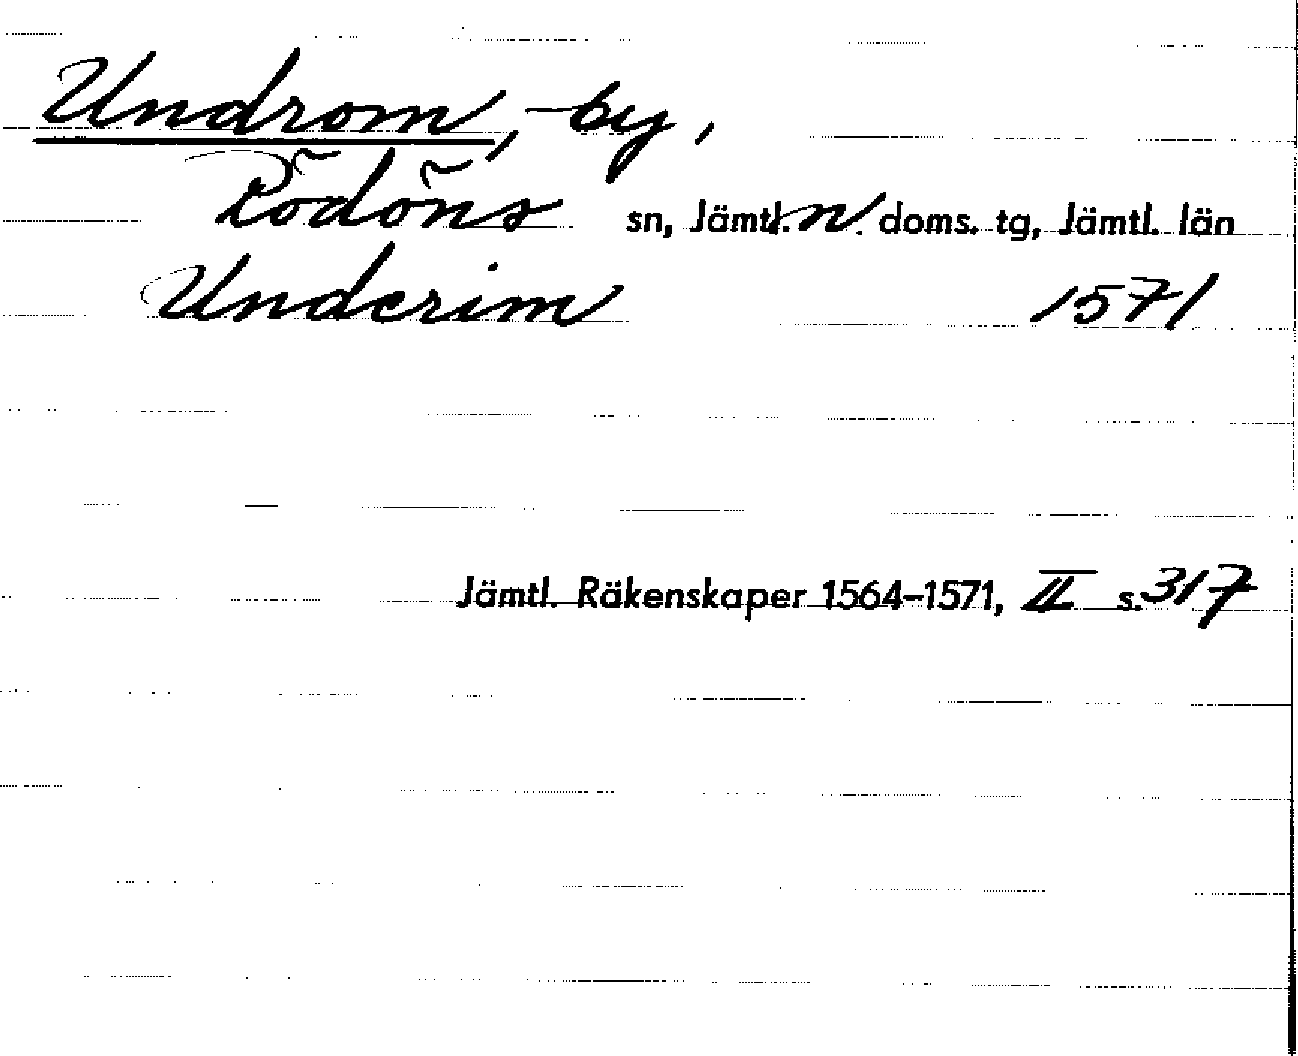 Undrom, by,
Rödöns sn, Jämtl. n. doms. tg, Jämtl. län
Underim 1571
Jämtl. Räkenskaper 1564-1571, II s. 317